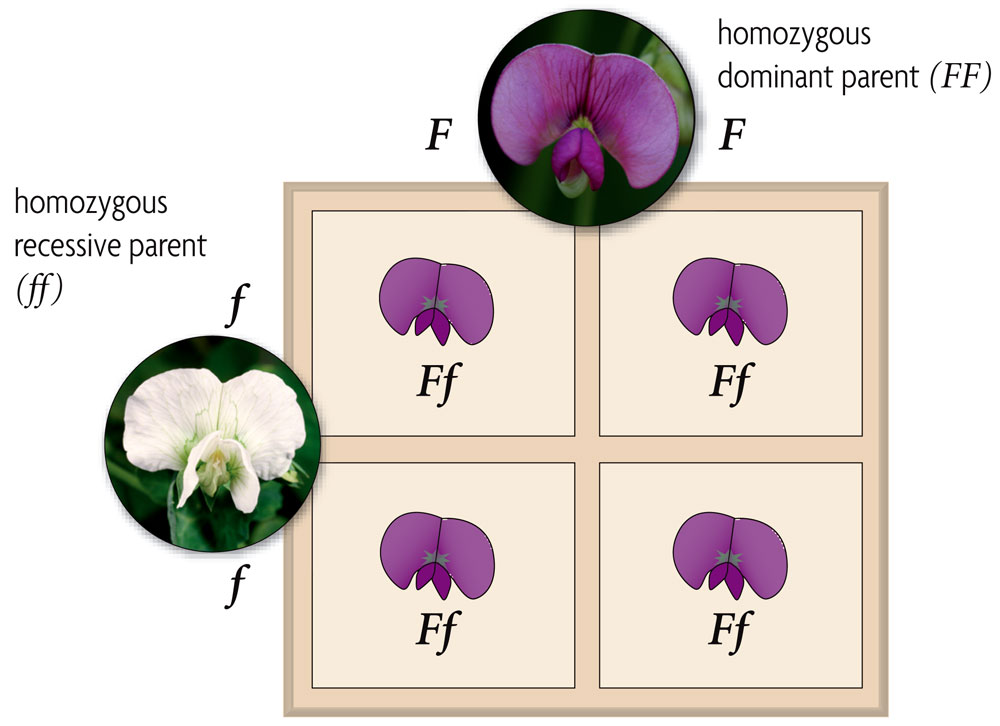 homozygous
dominant parent (FF)
F F
homozygous
recessive parent
(ff)
f
Ff Ff
f
Ff Ff